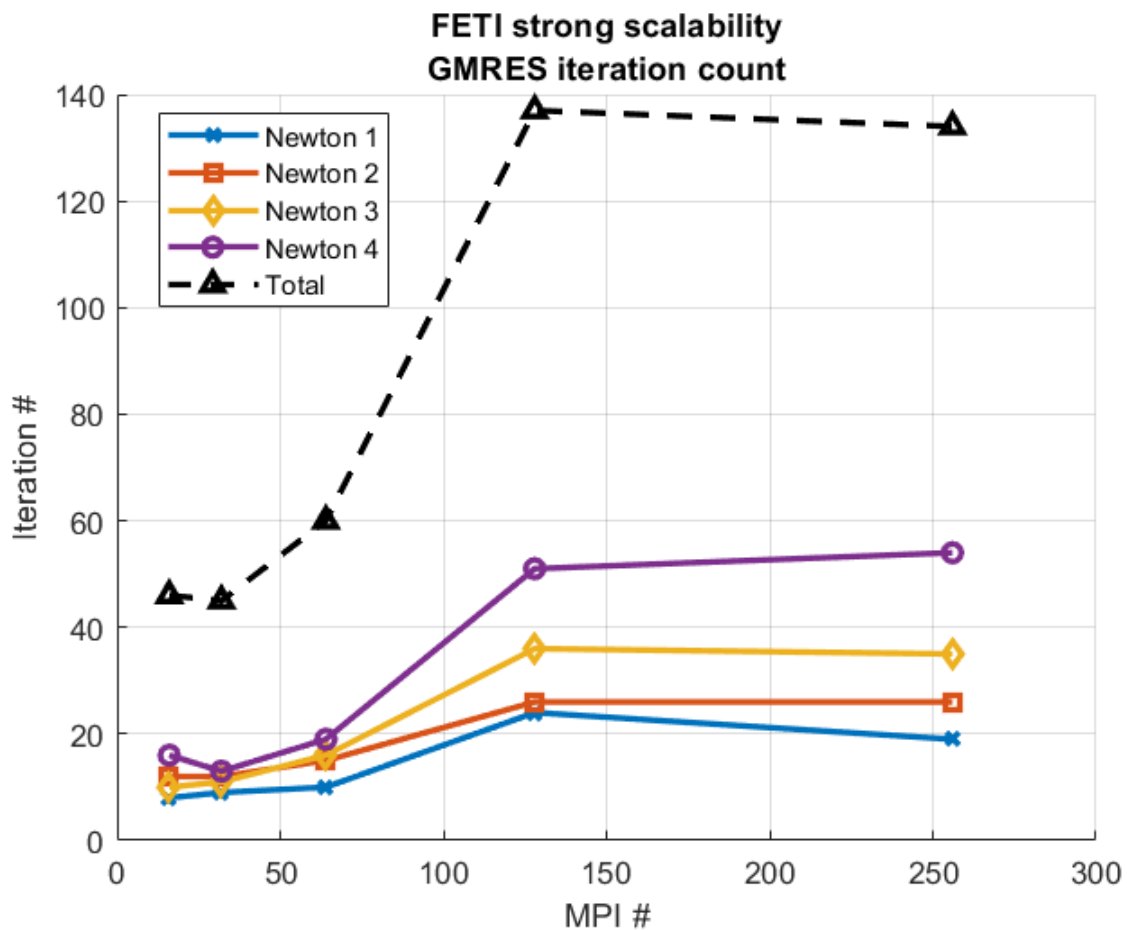 FETI strong scalability
GMRES iteration count
140
120
100
80
60
40
20
0
Iteration #
Newton 1
Newton 2
Newton 3
Newton 4
Total
0 50 100 150 200 250 300
MPI #